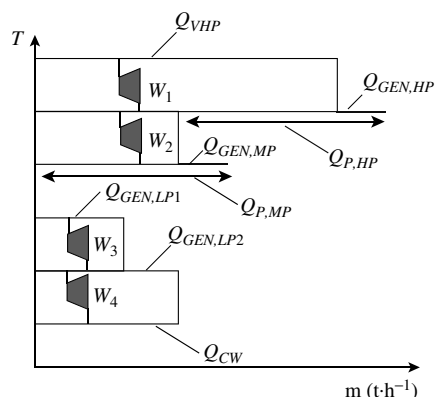 Q_VHP
T
Q_GEN,HP
W_1
W_2
Q_GEN,MP
Q_P,HP
Q_GEN,LP1
Q_P,MP
Q_GEN,LP2
W_3
W_4
Q_CW
m (t·h⁻¹)